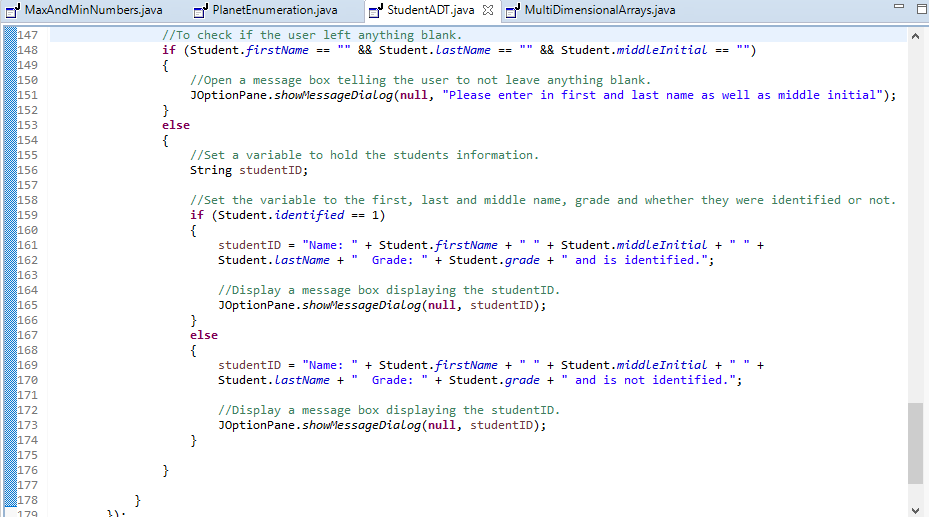 MaxAndMinNumbers.java PlanetEnumeration.java StudentADT.java MultiDimensionalArrays.java
147 //To check if the user left anything blank.
148 if (Student.firstName == "" && Student.lastName == "" && Student.middleInitial == "")
149 {
150 //Open a message box telling the user to not leave anything blank.
151 JOptionPane.showMessageDialog(null, "Please enter in first and last name as well as middle initial");
152 }
153 else
154 {
155 //Set a variable to hold the students information.
156 String studentID;
157
158 //Set the variable to the first, last and middle name, grade and whether they were identified or not.
159 if (Student.identified == 1)
160 {
161 studentID = "Name: " + Student.firstName + " " + Student.middleInitial + " " +
162 Student.lastName + "  Grade: " + Student.grade + " and is identified.";
163
164 //Display a message box displaying the studentID.
165 JOptionPane.showMessageDialog(null, studentID);
166 }
167 else
168 {
169 studentID = "Name: " + Student.firstName + " " + Student.middleInitial + " " +
170 Student.lastName + "  Grade: " + Student.grade + " and is not identified.";
171
172 //Display a message box displaying the studentID.
173 JOptionPane.showMessageDialog(null, studentID);
174 }
175
176 }
177
178 }
179 });